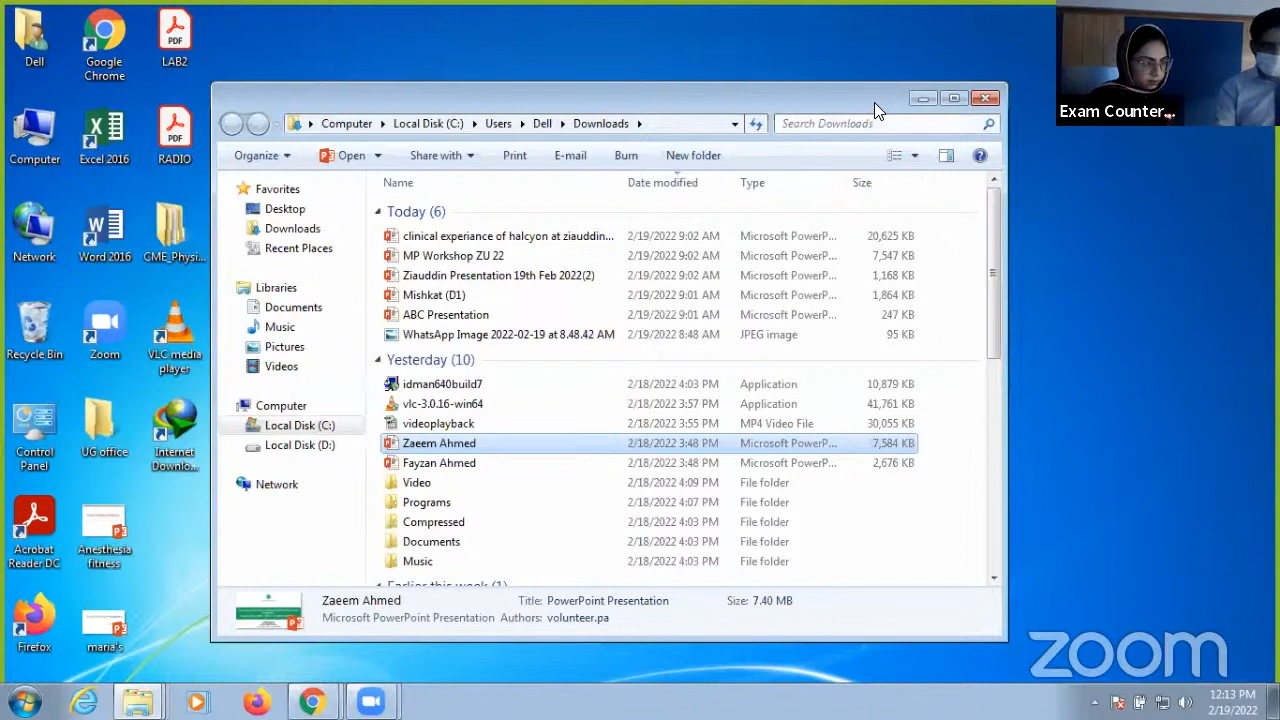 Dell
Google Chrome
LAB2
Computer
Excel 2016
RADIO
Network
Word 2016
CME_Physi...
Recycle Bin
Zoom
VLC media player
Control Panel
UG office
Internet Downlo...
Acrobat Reader DC
Anesthesia fitness
Firefox
maria's
Computer Local Disk (C:) Users Dell Downloads
Search Downloads
Organize Open Share with Print E-mail Burn New folder
Favorites
Desktop
Downloads
Recent Places
Libraries
Documents
Music
Pictures
Videos
Computer
Local Disk (C:)
Local Disk (D:)
Network
Name Date modified Type Size
Today (6)
clinical experiance of halcyon at ziauddin... 2/19/2022 9:02 AM Microsoft PowerP... 20,625 KB
MP Workshop ZU 22 2/19/2022 9:02 AM Microsoft PowerP... 7,547 KB
Ziauddin Presentation 19th Feb 2022(2) 2/19/2022 9:02 AM Microsoft PowerP... 1,168 KB
Mishkat (D1) 2/19/2022 9:01 AM Microsoft PowerP... 1,864 KB
ABC Presentation 2/19/2022 9:01 AM Microsoft PowerP... 247 KB
WhatsApp Image 2022-02-19 at 8.48.42 AM 2/19/2022 8:48 AM JPEG image 95 KB
Yesterday (10)
idman640build7 2/18/2022 4:03 PM Application 10,879 KB
vlc-3.0.16-win64 2/18/2022 3:57 PM Application 41,761 KB
videoplayback 2/18/2022 3:55 PM MP4 Video File 30,055 KB
Zaeem Ahmed 2/18/2022 3:48 PM Microsoft PowerP... 7,584 KB
Fayzan Ahmed 2/18/2022 3:48 PM Microsoft PowerP... 2,676 KB
Video 2/18/2022 4:09 PM File folder
Programs 2/18/2022 4:07 PM File folder
Compressed 2/18/2022 4:03 PM File folder
Documents 2/18/2022 4:03 PM File folder
Music 2/18/2022 4:03 PM File folder
Earlier this week (1)
Zaeem Ahmed Title: PowerPoint Presentation Size: 7.40 MB
Microsoft PowerPoint Presentation Authors: volunteer.pa
Exam Counter...
zoom
12:13 PM
2/19/2022